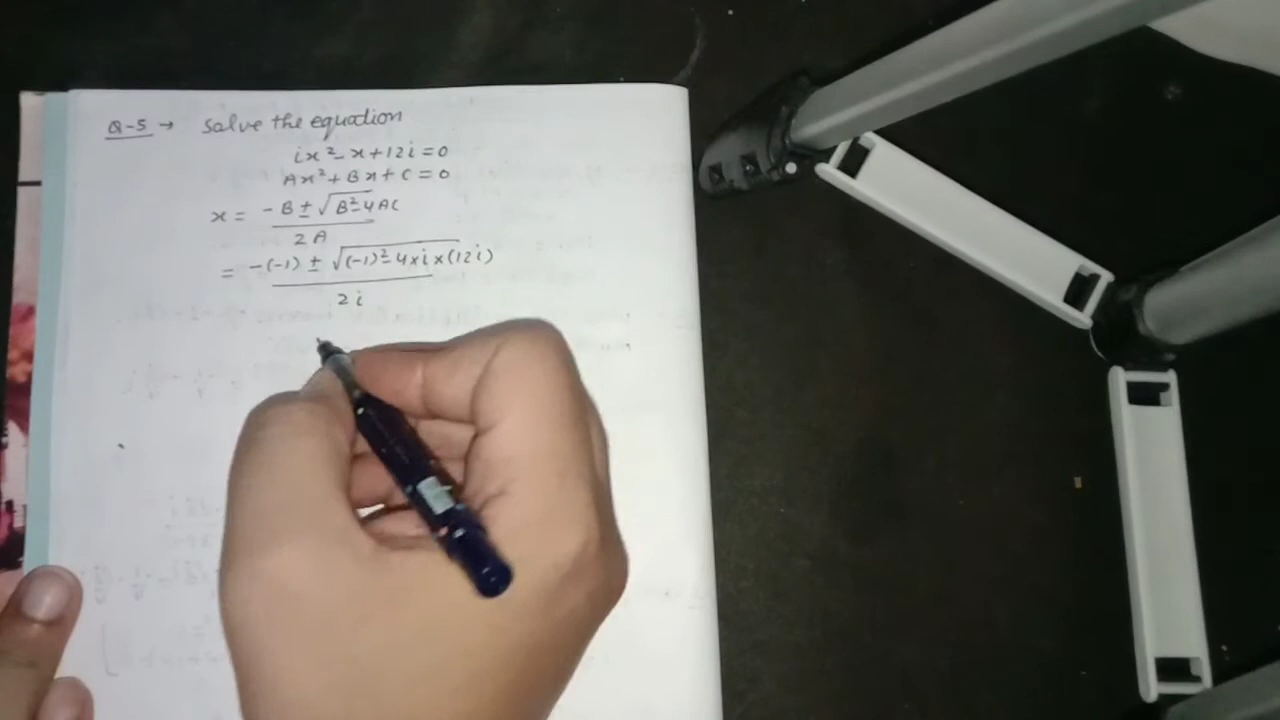 Q-5 → Solve the equation
ix² - x + 12i = 0
Ax² + Bx + C = 0
x = -B ± √B² - 4AC
2A
= -(-1) ± √(-1)² - 4×i×(12i)
2i